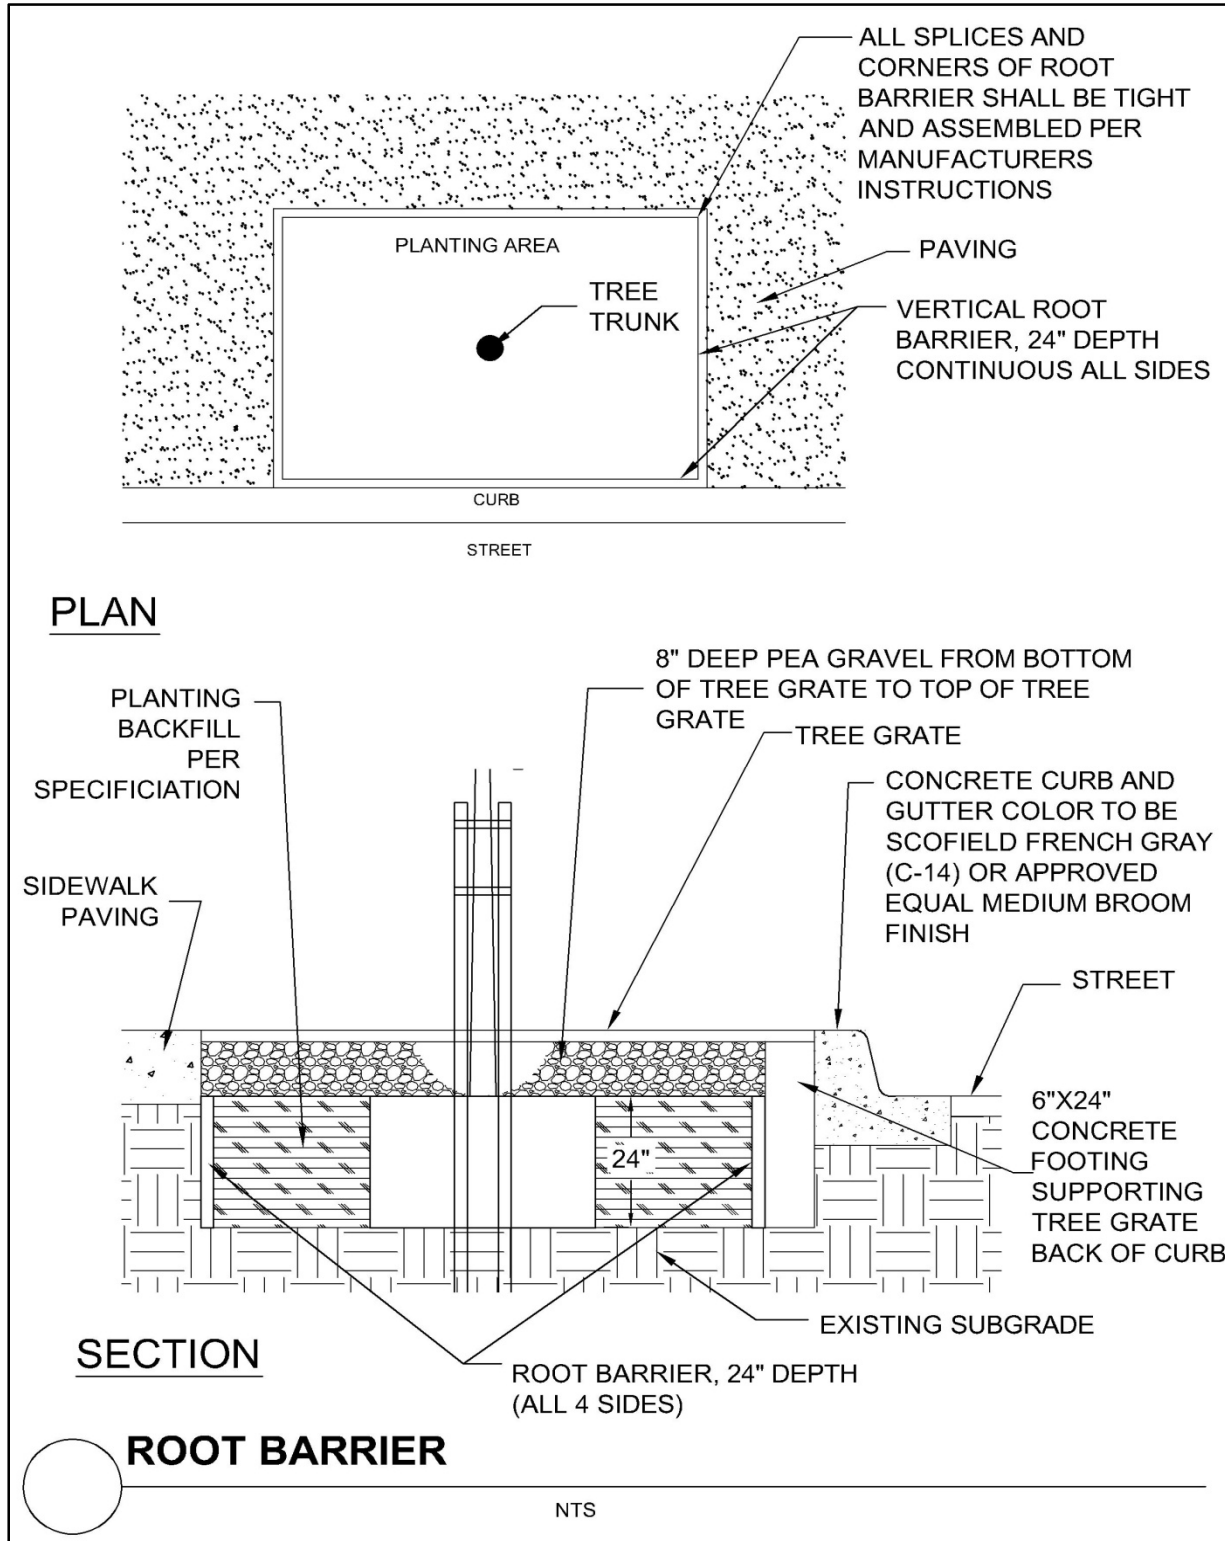 ALL SPLICES AND
CORNERS OF ROOT
BARRIER SHALL BE TIGHT
AND ASSEMBLED PER
MANUFACTURERS
INSTRUCTIONS
PLANTING AREA
PAVING
TREE
TRUNK
VERTICAL ROOT
BARRIER, 24" DEPTH
CONTINUOUS ALL SIDES
CURB
STREET
PLAN
8" DEEP PEA GRAVEL FROM BOTTOM
OF TREE GRATE TO TOP OF TREE
GRATE
PLANTING
BACKFILL
PER
SPECIFICIATION
TREE GRATE
CONCRETE CURB AND
GUTTER COLOR TO BE
SCOFIELD FRENCH GRAY
(C-14) OR APPROVED
EQUAL MEDIUM BROOM
FINISH
SIDEWALK
PAVING
STREET
24"
6"X24"
CONCRETE
FOOTING
SUPPORTING
TREE GRATE
BACK OF CURB
EXISTING SUBGRADE
SECTION
ROOT BARRIER, 24" DEPTH
(ALL 4 SIDES)
ROOT BARRIER
NTS